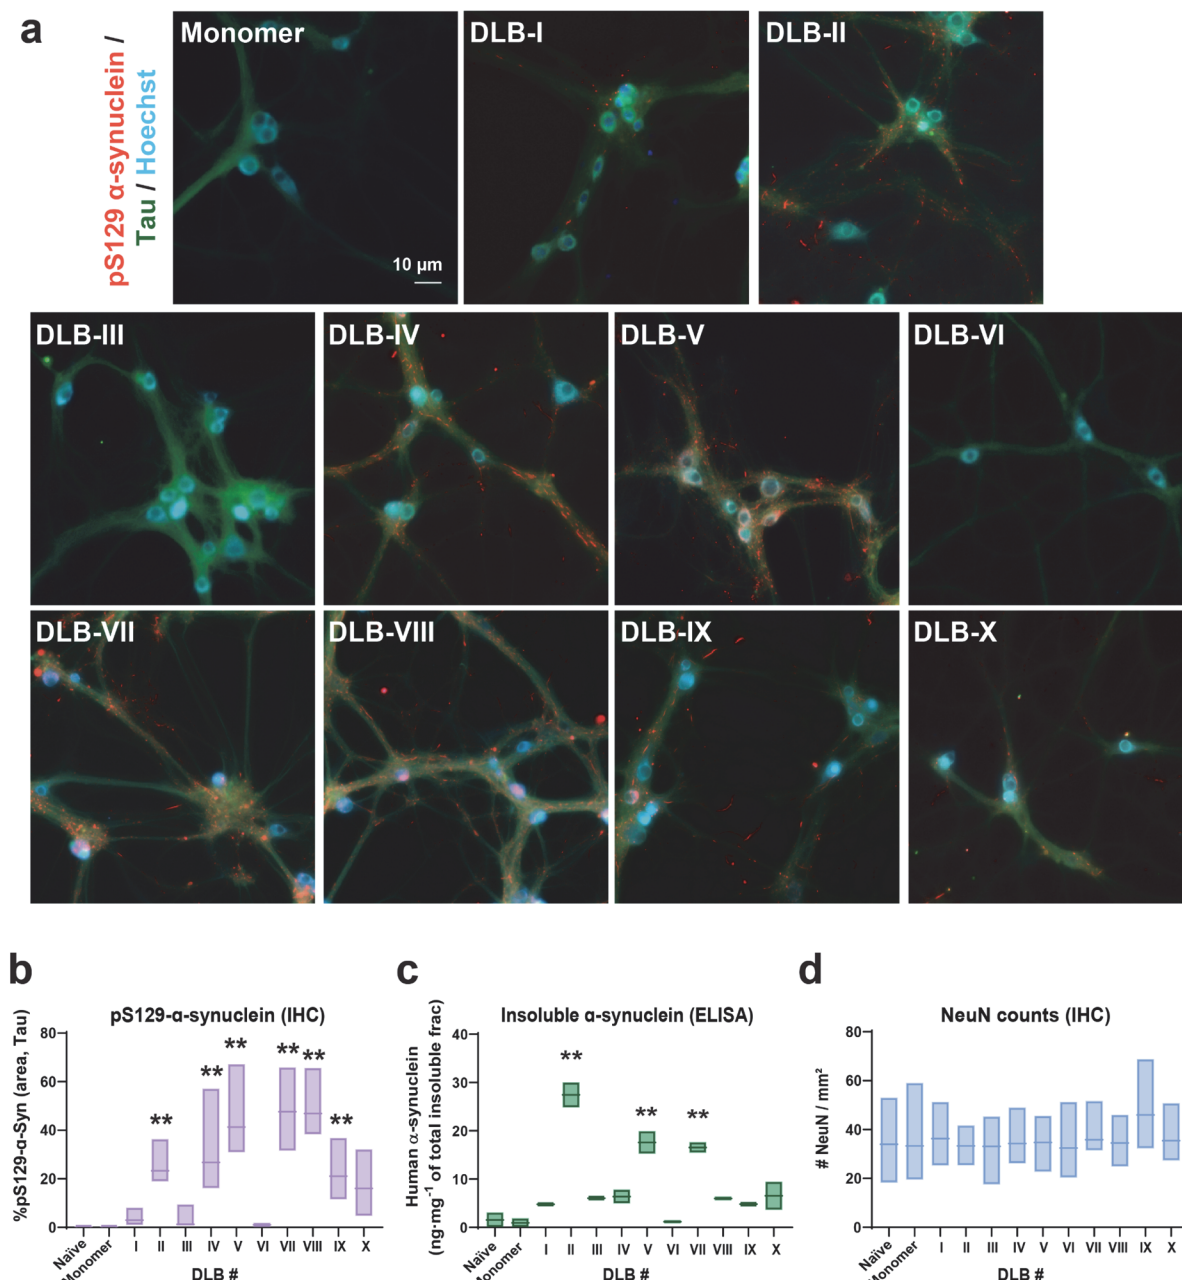 a
pS129 α-synuclein /
Tau / Hoechst
Monomer
DLB-I
DLB-II
10 μm
DLB-III
DLB-IV
DLB-V
DLB-VI
DLB-VII
DLB-VIII
DLB-IX
DLB-X
b
pS129-α-synuclein (IHC)
%pS129-α-Syn (area, Tau)
80
60
40
20
0
** ** ** ** ** **
Naïve Monomer I II III IV V VI VII VIII IX X
DLB #
c
Insoluble α-synuclein (ELISA)
Human α-synuclein
(ng·mg⁻¹ of total insoluble frac)
40
30
20
10
0
** ** **
Naïve Monomer I II III IV V VI VII VIII IX X
DLB #
d
NeuN counts (IHC)
# NeuN / mm²
80
60
40
20
0
Naïve Monomer I II III IV V VI VII VIII IX X
DLB #